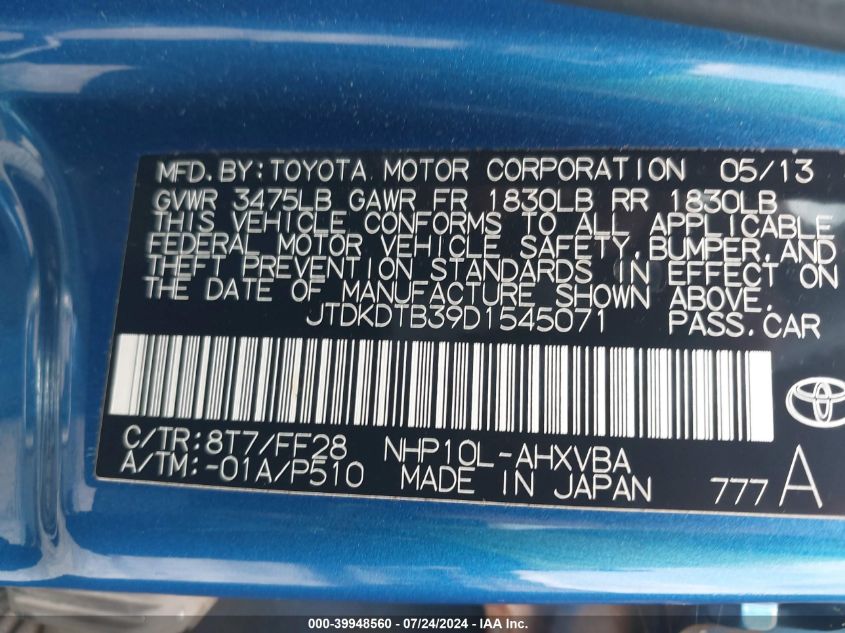 MFD.BY:TOYOTA MOTOR CORPORATION 05/13
GVWR 3475LB GAWR FR 1830LB RR 1830LB
THIS VEHICLE CONFORMS TO ALL APPLICABLE
FEDERAL MOTOR VEHICLE SAFETY,BUMPER,AND
THEFT PREVENTION STANDARDS IN EFFECT ON
THE DATE OF MANUFACTURE SHOWN ABOVE.
JTDKDTB39D1545071 PASS.CAR
C/TR:8T7/FF28 NHP10L-AHXVBA
A/TM:-01A/P510 MADE IN JAPAN 777 A
000-39948560 / 07/24/2024 - IAA Inc.